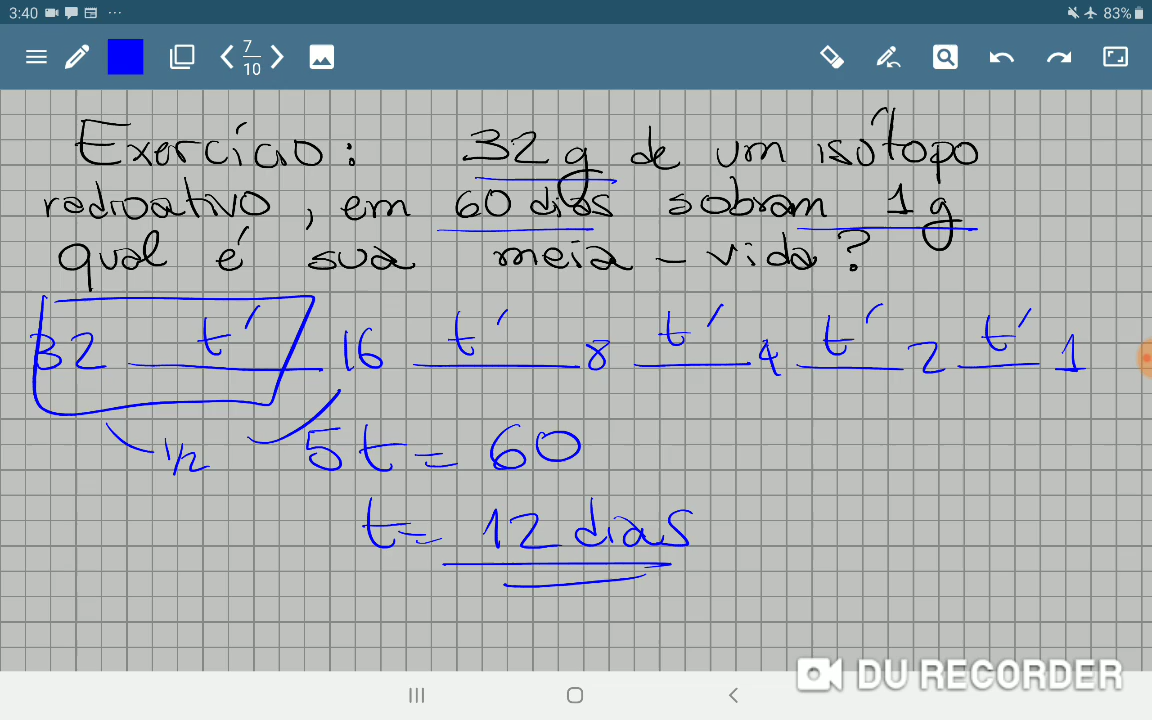 3:40 ... 83%
7
10
Exercício: 32 g de um isótopo
radioativo, em 60 dias sobram 1 g
qual é sua meia - vida?
32 t' 16 t' 8 t' 4 t' 2 t' 1
1/2 5t = 60
t = 12 dias
DU RECORDER